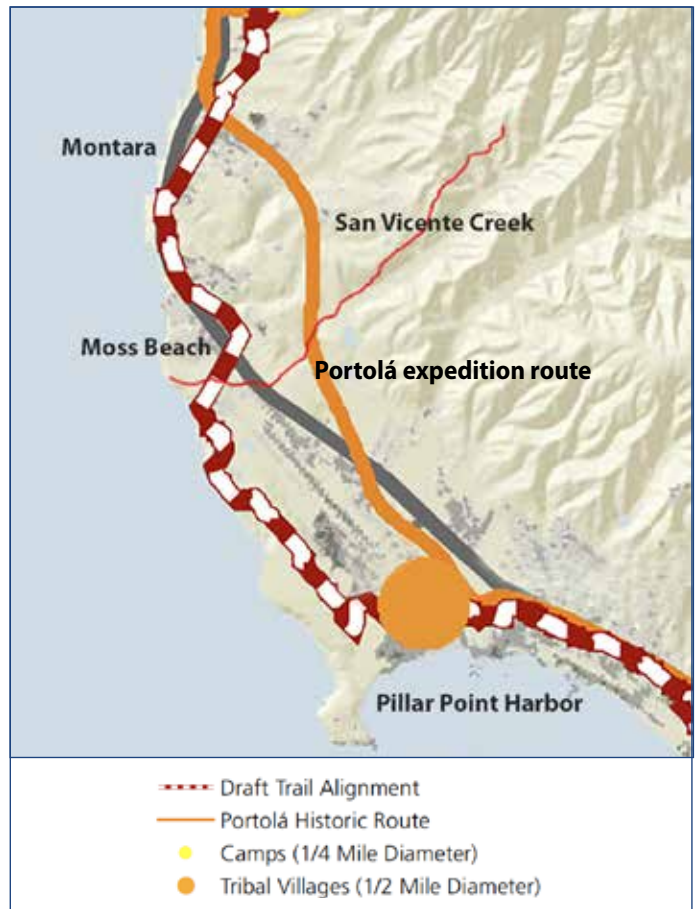 Montara
San Vicente Creek
Moss Beach
Portolá expedition route
Pillar Point Harbor
Draft Trail Alignment
Portolá Historic Route
Camps (1/4 Mile Diameter)
Tribal Villages (1/2 Mile Diameter)